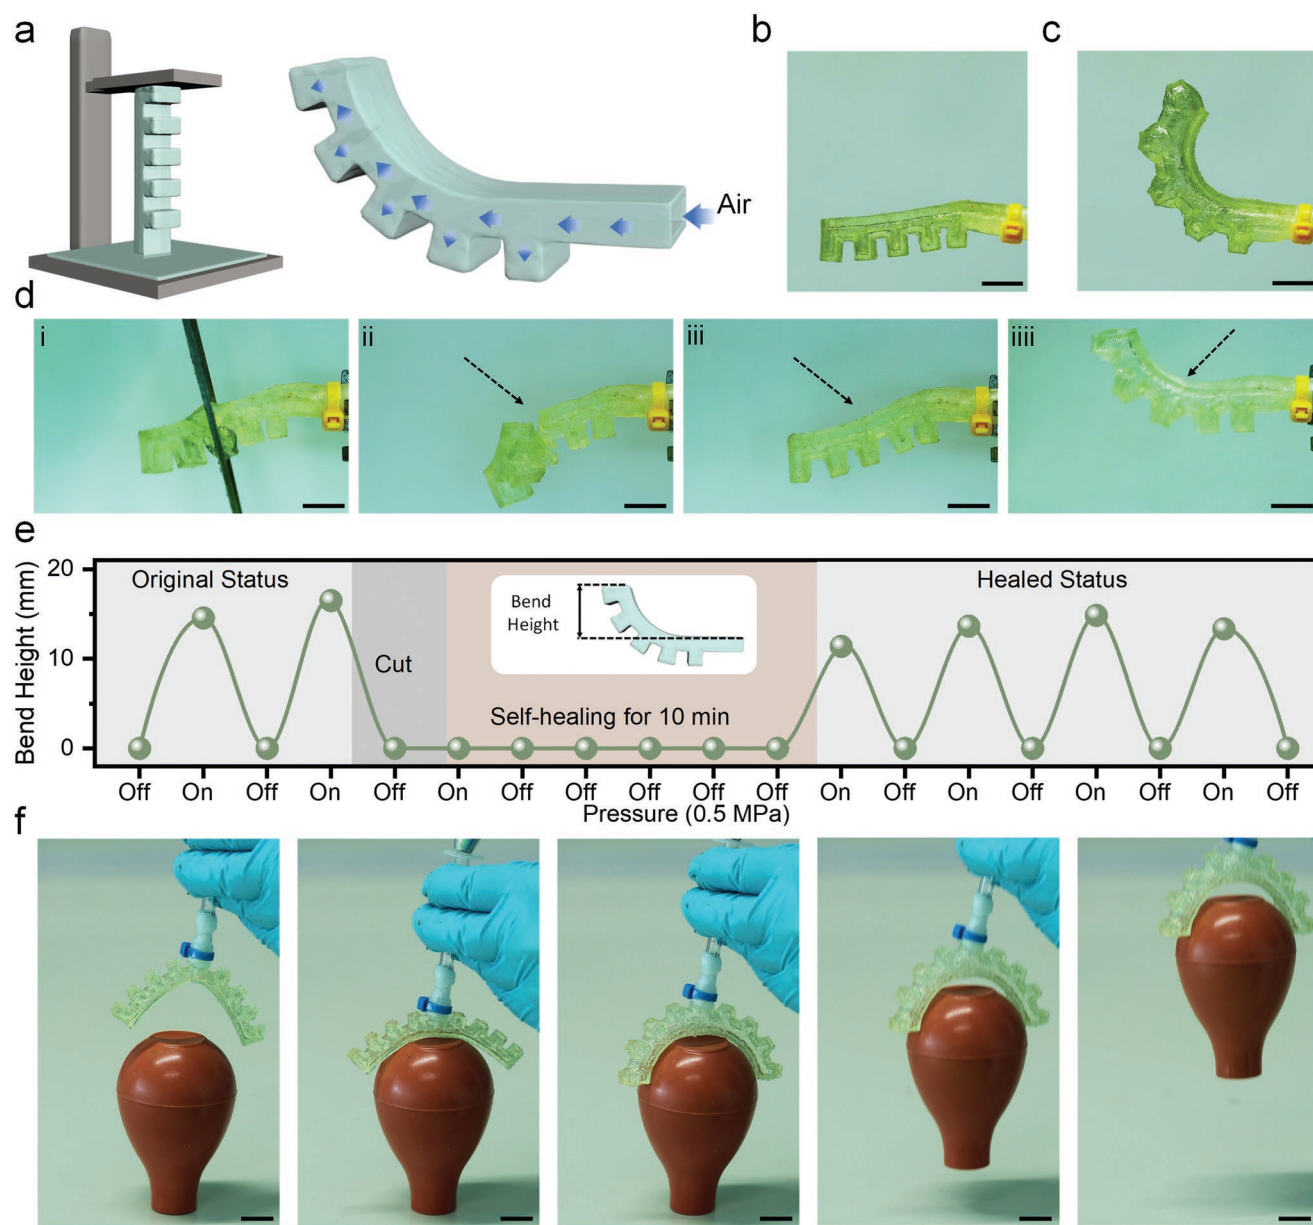 a
b
c
Air
d
i
ii
iii
iiii
e
Bend Height (mm)
20
10
0
Original Status
Cut
Bend
Height
Self-healing for 10 min
Healed Status
Off On Off On Off On Off Off Off Off Off On Off On Off On Off On Off
Pressure (0.5 MPa)
f